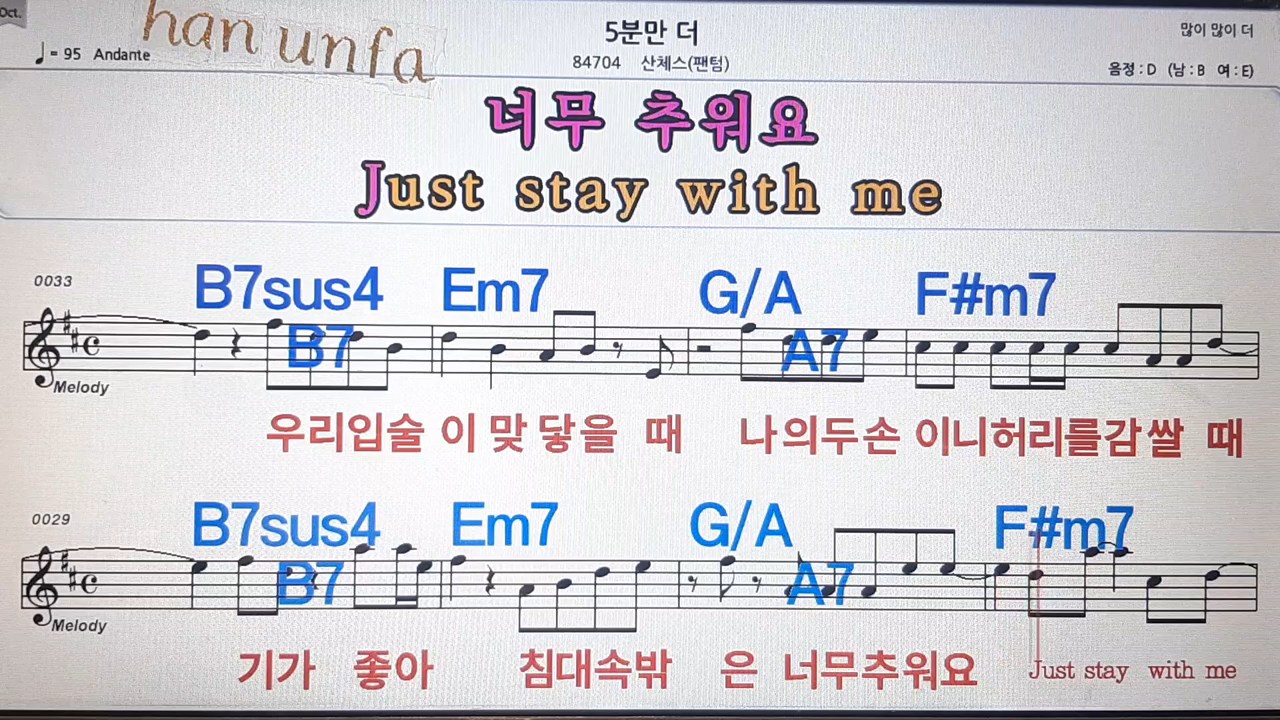 Oct.
han unfa
5분만 더
많이 많이 더
♩= 95 Andante
84704 산체스(팬텀)
음정 : D (남 : B 여 : E)
너무 추워요
Just stay with me
0033
B7sus4 Em7 G/A F#m7
B7 A7
Melody
우리입술 이 맞 닿을 때 나의두손 이니허리를감쌀 때
0029
B7sus4 Em7 G/A F#m7
B7 A7
Melody
기가 좋아 침대속밖 은 너무추워요 Just stay with me